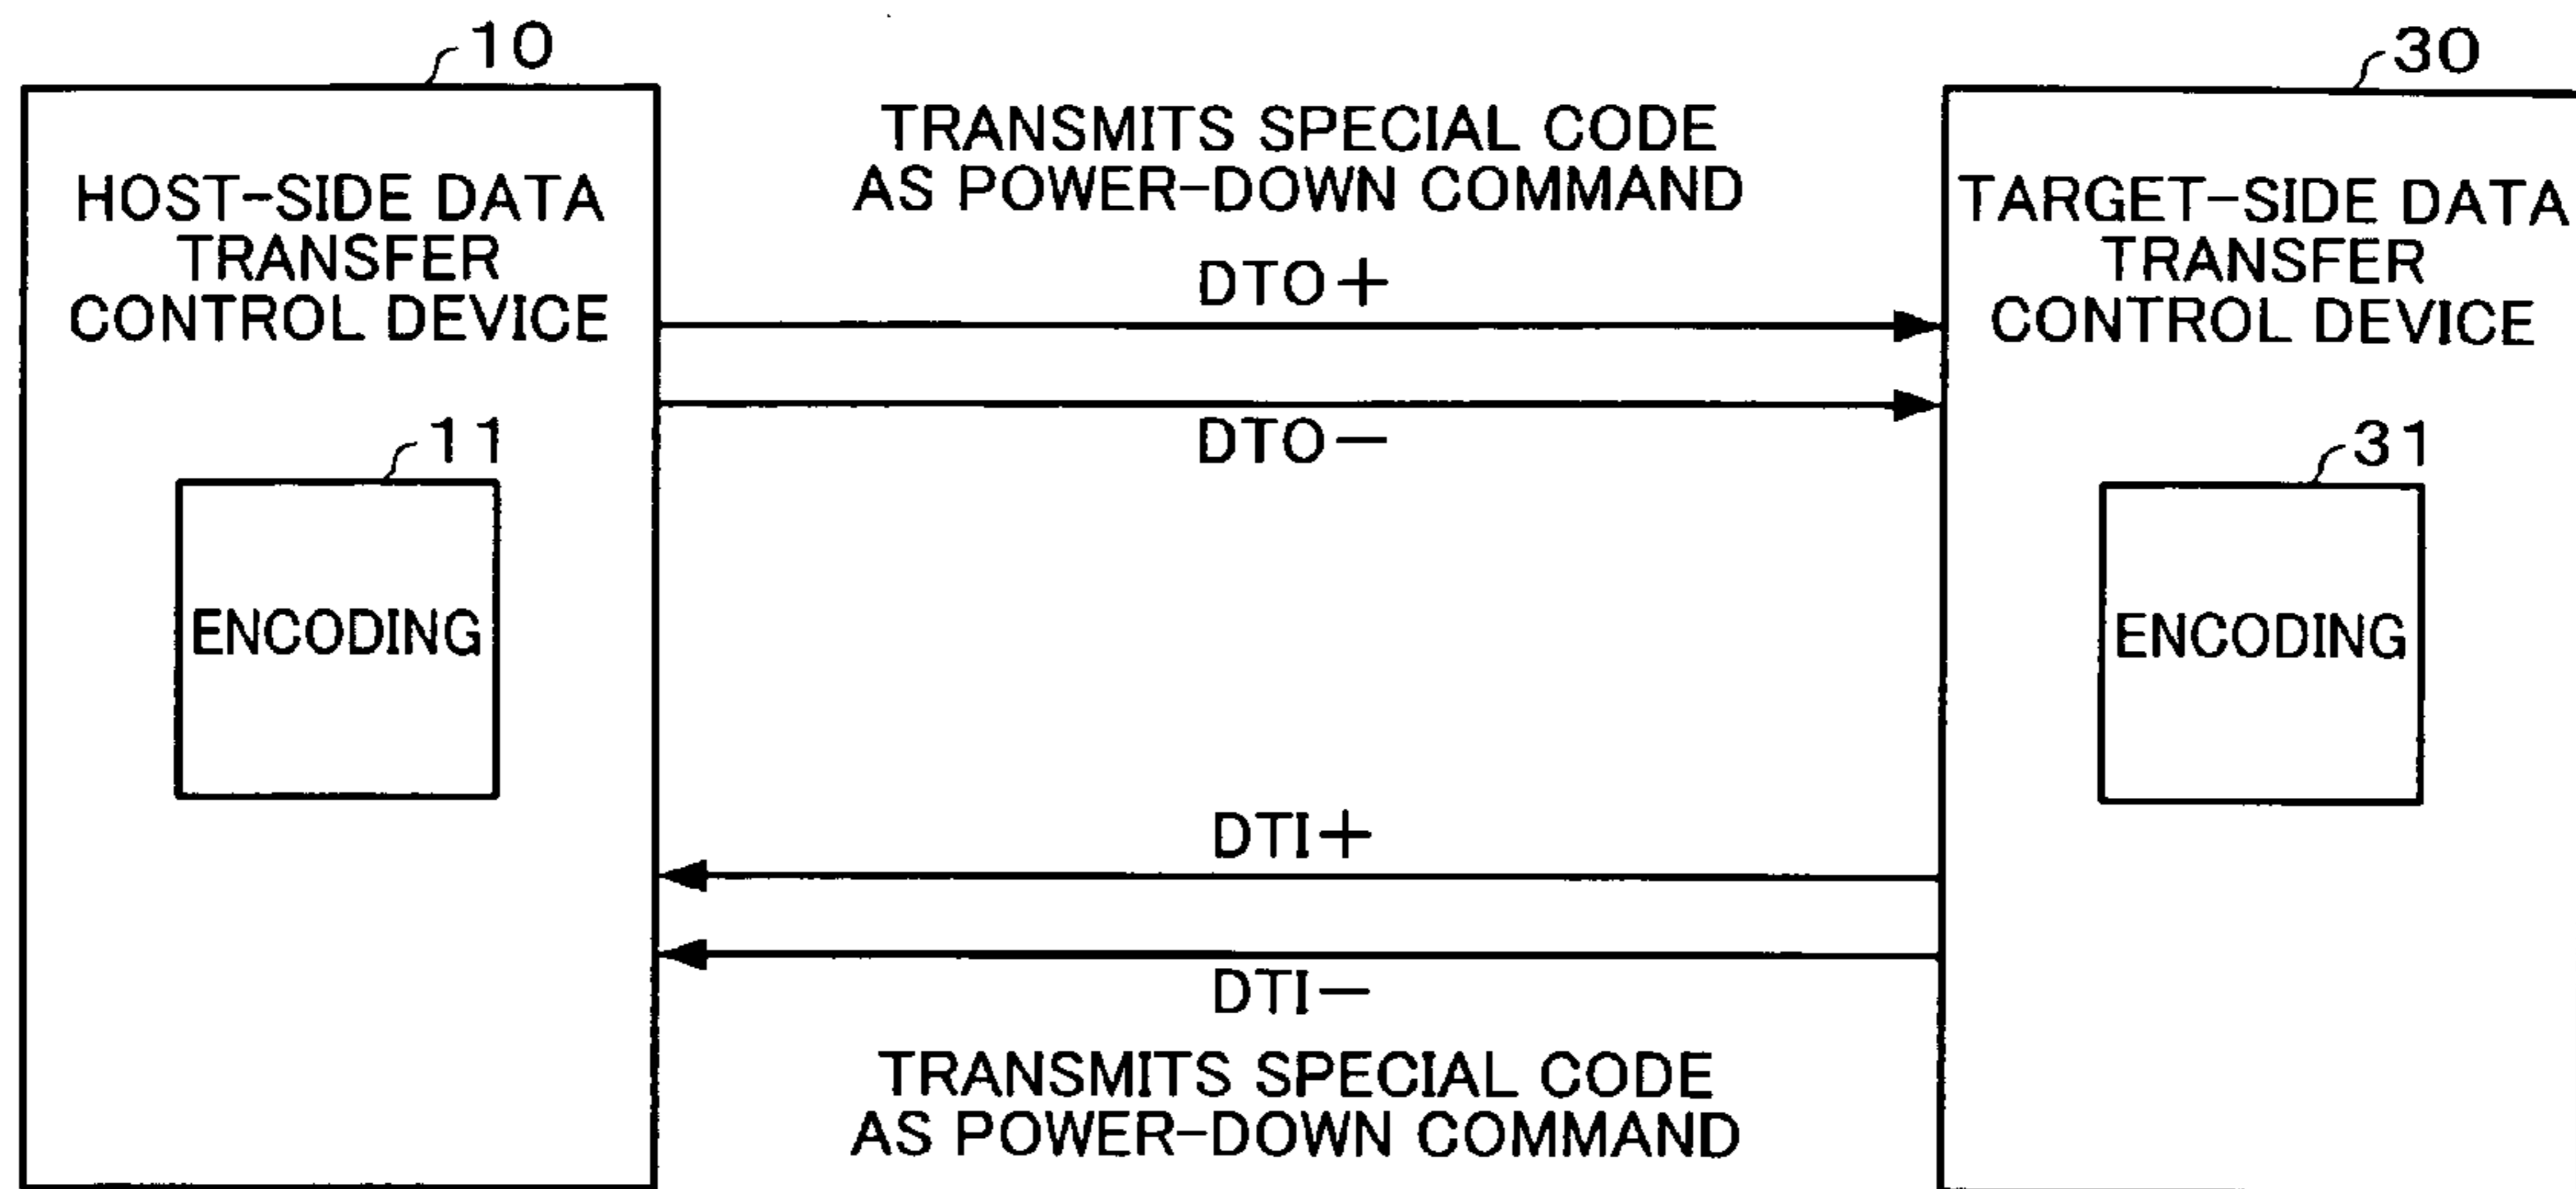 10
HOST-SIDE DATA
TRANSFER
CONTROL DEVICE
11
ENCODING
TRANSMITS SPECIAL CODE
AS POWER-DOWN COMMAND
DTO+
DTO-
DTI+
DTI-
TRANSMITS SPECIAL CODE
AS POWER-DOWN COMMAND
30
TARGET-SIDE DATA
TRANSFER
CONTROL DEVICE
31
ENCODING